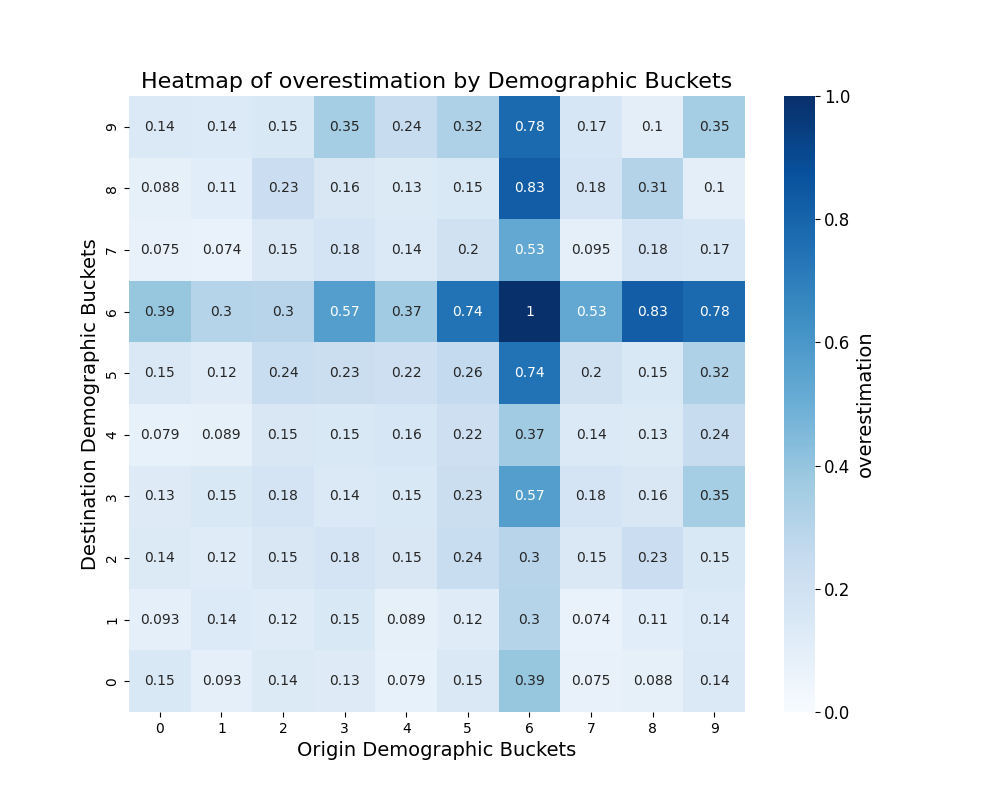 Heatmap of overestimation by Demographic Buckets
9 0.14 0.14 0.15 0.35 0.24 0.32 0.78 0.17 0.1 0.35
8 0.088 0.11 0.23 0.16 0.13 0.15 0.83 0.18 0.31 0.1
7 0.075 0.074 0.15 0.18 0.14 0.2 0.53 0.095 0.18 0.17
6 0.39 0.3 0.3 0.57 0.37 0.74 1 0.53 0.83 0.78
5 0.15 0.12 0.24 0.23 0.22 0.26 0.74 0.2 0.15 0.32
4 0.079 0.089 0.15 0.15 0.16 0.22 0.37 0.14 0.13 0.24
3 0.13 0.15 0.18 0.14 0.15 0.23 0.57 0.18 0.16 0.35
2 0.14 0.12 0.15 0.18 0.15 0.24 0.3 0.15 0.23 0.15
1 0.093 0.14 0.12 0.15 0.089 0.12 0.3 0.074 0.11 0.14
0 0.15 0.093 0.14 0.13 0.079 0.15 0.39 0.075 0.088 0.14
0 1 2 3 4 5 6 7 8 9
Origin Demographic Buckets
Destination Demographic Buckets
1.0
0.8
0.6
0.4
0.2
0.0
overestimation